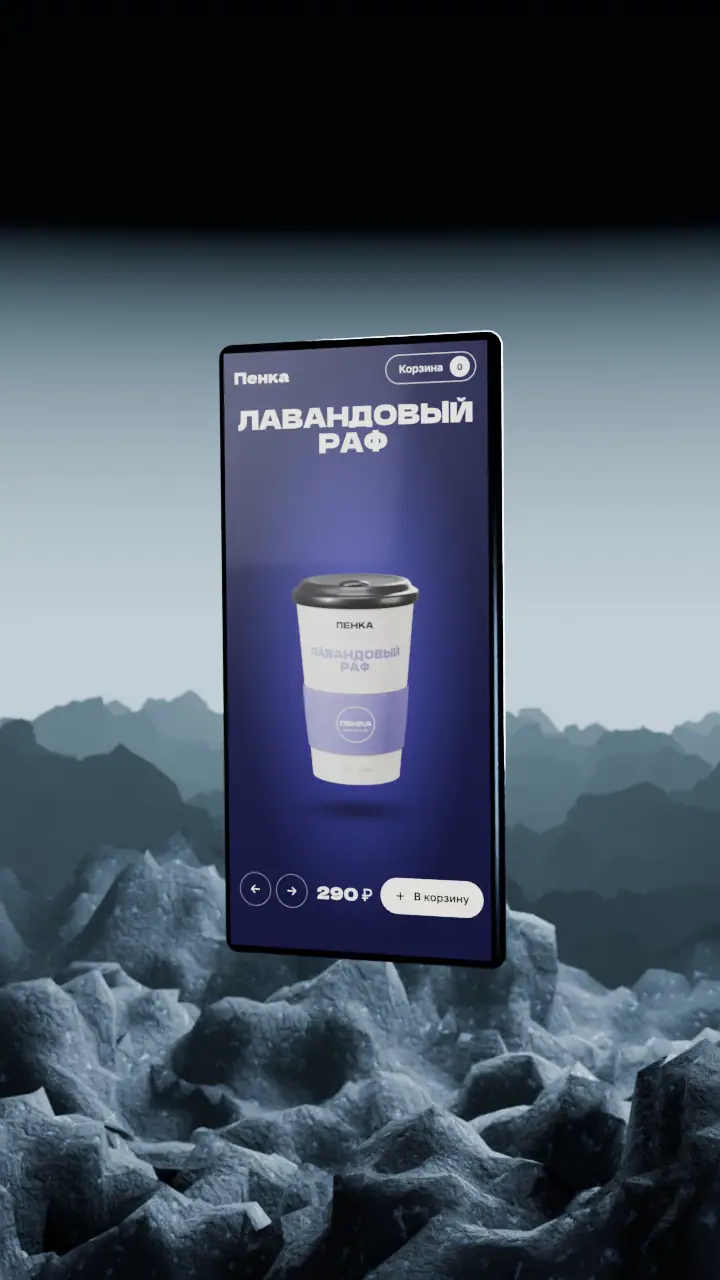 Пенка
Корзина 0
ЛАВАНДОВЫЙ
РАФ
ПЕНКА
ЛАВАНДОВЫЙ
РАФ
ПЕНКА
290 ₽
+ В корзину